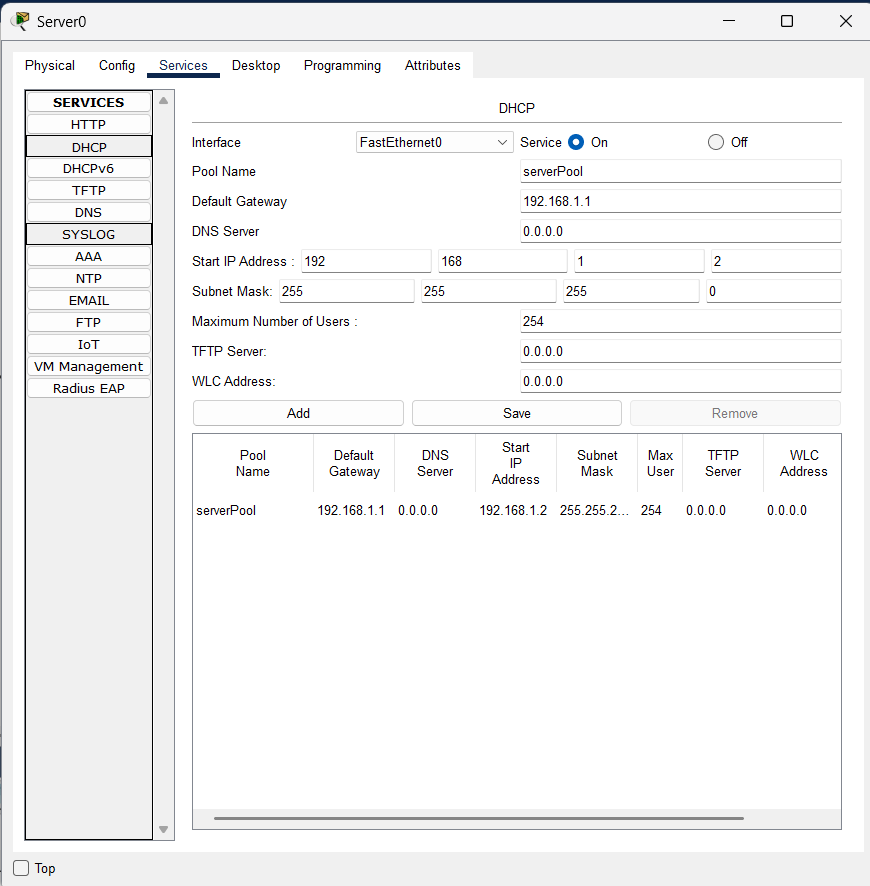 Server0
Physical Config Services Desktop Programming Attributes
SERVICES
HTTP
DHCP
DHCPv6
TFTP
DNS
SYSLOG
AAA
NTP
EMAIL
FTP
IoT
VM Management
Radius EAP
DHCP
Interface FastEthernet0 Service On Off
Pool Name serverPool
Default Gateway 192.168.1.1
DNS Server 0.0.0.0
Start IP Address : 192 168 1 2
Subnet Mask: 255 255 255 0
Maximum Number of Users : 254
TFTP Server: 0.0.0.0
WLC Address: 0.0.0.0
Add Save Remove
Pool Name Default Gateway DNS Server Start IP Address Subnet Mask Max User TFTP Server WLC Address
serverPool 192.168.1.1 0.0.0.0 192.168.1.2 255.255.2... 254 0.0.0.0 0.0.0.0
Top